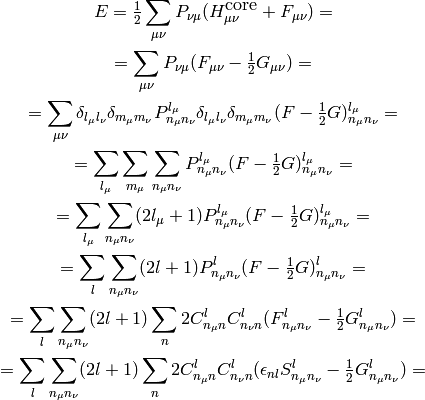 E = \frac{1}{2} \sum_{\mu\nu} P_{\nu\mu} (H^{\text{core}}_{\mu\nu} + F_{\mu\nu}) =
= \sum_{\mu\nu} P_{\nu\mu} (F_{\mu\nu} - \frac{1}{2} G_{\mu\nu}) =
= \sum_{\mu\nu} \delta_{l_\mu l_\nu} \delta_{m_\mu m_\nu} P^{l_\mu}_{n_\mu n_\nu} \delta_{l_\mu l_\nu} \delta_{m_\mu m_\nu} (F - \frac{1}{2} G)^{l_\mu}_{n_\mu n_\nu} =
= \sum_{l_\mu} \sum_{m_\mu} \sum_{n_\mu n_\nu} P^{l_\mu}_{n_\mu n_\nu} (F - \frac{1}{2} G)^{l_\mu}_{n_\mu n_\nu} =
= \sum_{l_\mu} \sum_{n_\mu n_\nu} (2l_\mu + 1) P^{l_\mu}_{n_\mu n_\nu} (F - \frac{1}{2} G)^{l_\mu}_{n_\mu n_\nu} =
= \sum_{l} \sum_{n_\mu n_\nu} (2l + 1) P^{l}_{n_\mu n_\nu} (F - \frac{1}{2} G)^{l}_{n_\mu n_\nu} =
= \sum_{l} \sum_{n_\mu n_\nu} (2l + 1) \sum_{n} 2 C^{l}_{n_\mu n} C^{l}_{n_\nu n} (F^{l}_{n_\mu n_\nu} - \frac{1}{2} G^{l}_{n_\mu n_\nu}) =
= \sum_{l} \sum_{n_\mu n_\nu} (2l + 1) \sum_{n} 2 C^{l}_{n_\mu n} C^{l}_{n_\nu n} (\epsilon_{nl} S^{l}_{n_\mu n_\nu} - \frac{1}{2} G^{l}_{n_\mu n_\nu}) =